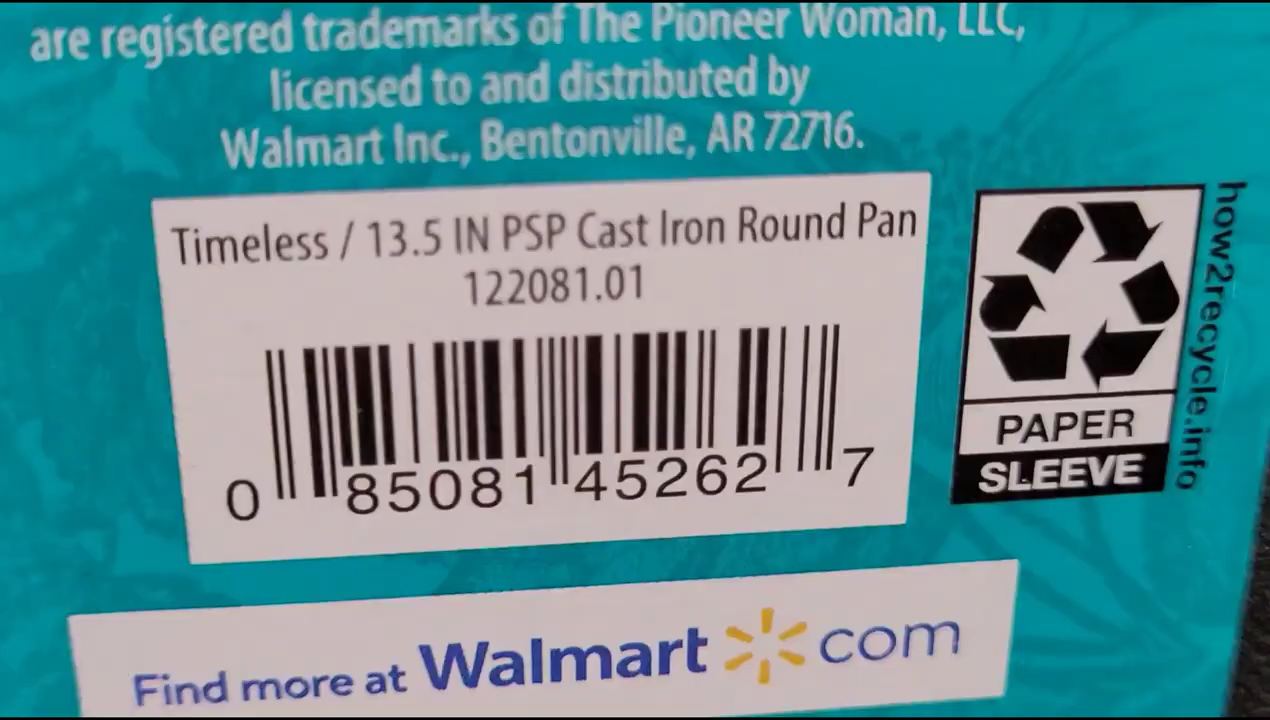 are registered trademarks of The Pioneer Woman, LLC,
licensed to and distributed by
Walmart Inc., Bentonville, AR 72716.
Timeless / 13.5 IN PSP Cast Iron Round Pan
122081.01
0 85081 45262 7
PAPER
SLEEVE
how2recycle.info
Find more at Walmart com